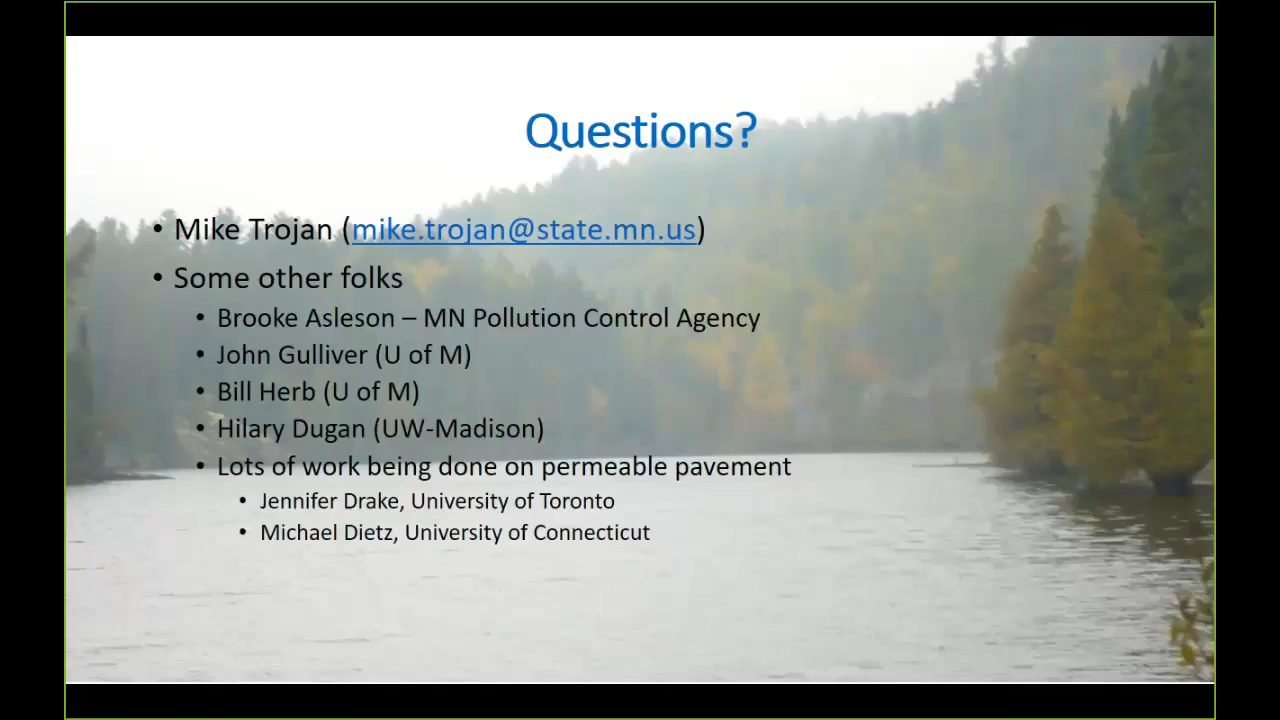 Questions?
• Mike Trojan (mike.trojan@state.mn.us)
• Some other folks
• Brooke Asleson – MN Pollution Control Agency
• John Gulliver (U of M)
• Bill Herb (U of M)
• Hilary Dugan (UW-Madison)
• Lots of work being done on permeable pavement
• Jennifer Drake, University of Toronto
• Michael Dietz, University of Connecticut